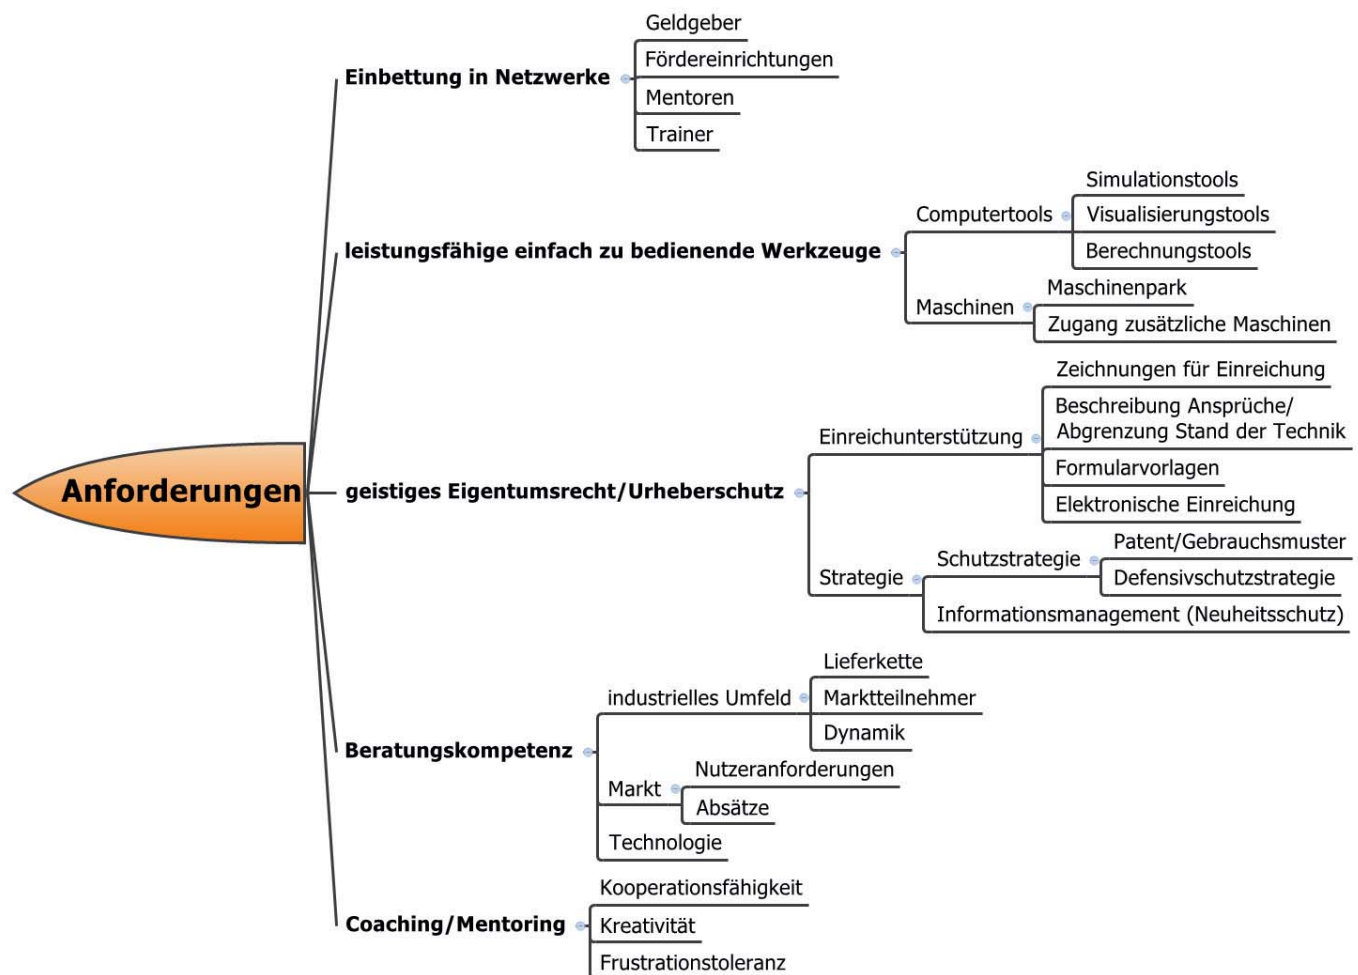 Anforderungen
Einbettung in Netzwerke
Geldgeber
Fördereinrichtungen
Mentoren
Trainer
leistungsfähige einfach zu bedienende Werkzeuge
Computertools
Simulationstools
Visualisierungstools
Berechnungstools
Maschinen
Maschinenpark
Zugang zusätzliche Maschinen
geistiges Eigentumsrecht/Urheberschutz
Einreichunterstützung
Zeichnungen für Einreichung
Beschreibung Ansprüche/
Abgrenzung Stand der Technik
Formularvorlagen
Elektronische Einreichung
Strategie
Schutzstrategie
Patent/Gebrauchsmuster
Defensivschutzstrategie
Informationsmanagement (Neuheitsschutz)
Beratungskompetenz
industrielles Umfeld
Lieferkette
Marktteilnehmer
Dynamik
Markt
Nutzeranforderungen
Absätze
Technologie
Coaching/Mentoring
Kooperationsfähigkeit
Kreativität
Frustrationstoleranz